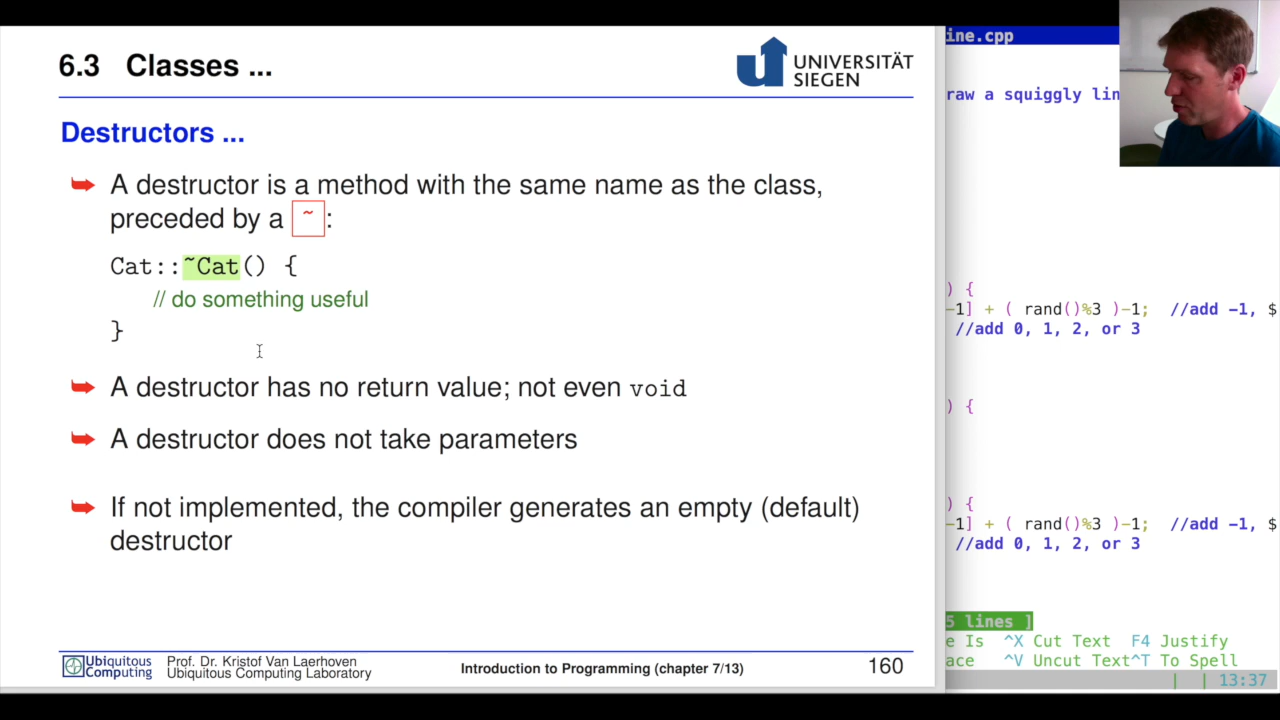 6.3 Classes ...
UNIVERSITÄT
SIEGEN
Destructors ...
A destructor is a method with the same name as the class,
preceded by a ~:
Cat::~Cat() {
// do something useful
}
A destructor has no return value; not even void
A destructor does not take parameters
If not implemented, the compiler generates an empty (default)
destructor
Ubiquitous
Computing
Prof. Dr. Kristof Van Laerhoven
Ubiquitous Computing Laboratory
Introduction to Programming (chapter 7/13)
160
ine.cpp
raw a squiggly lin
) {
-1] + ( rand()%3 )-1; //add -1, $
//add 0, 1, 2, or 3
) {
) {
-1] + ( rand()%3 )-1; //add -1, $
//add 0, 1, 2, or 3
5 lines ]
e Is ^X Cut Text F4 Justify
ace ^V Uncut Text^T To Spell
| | 13:37